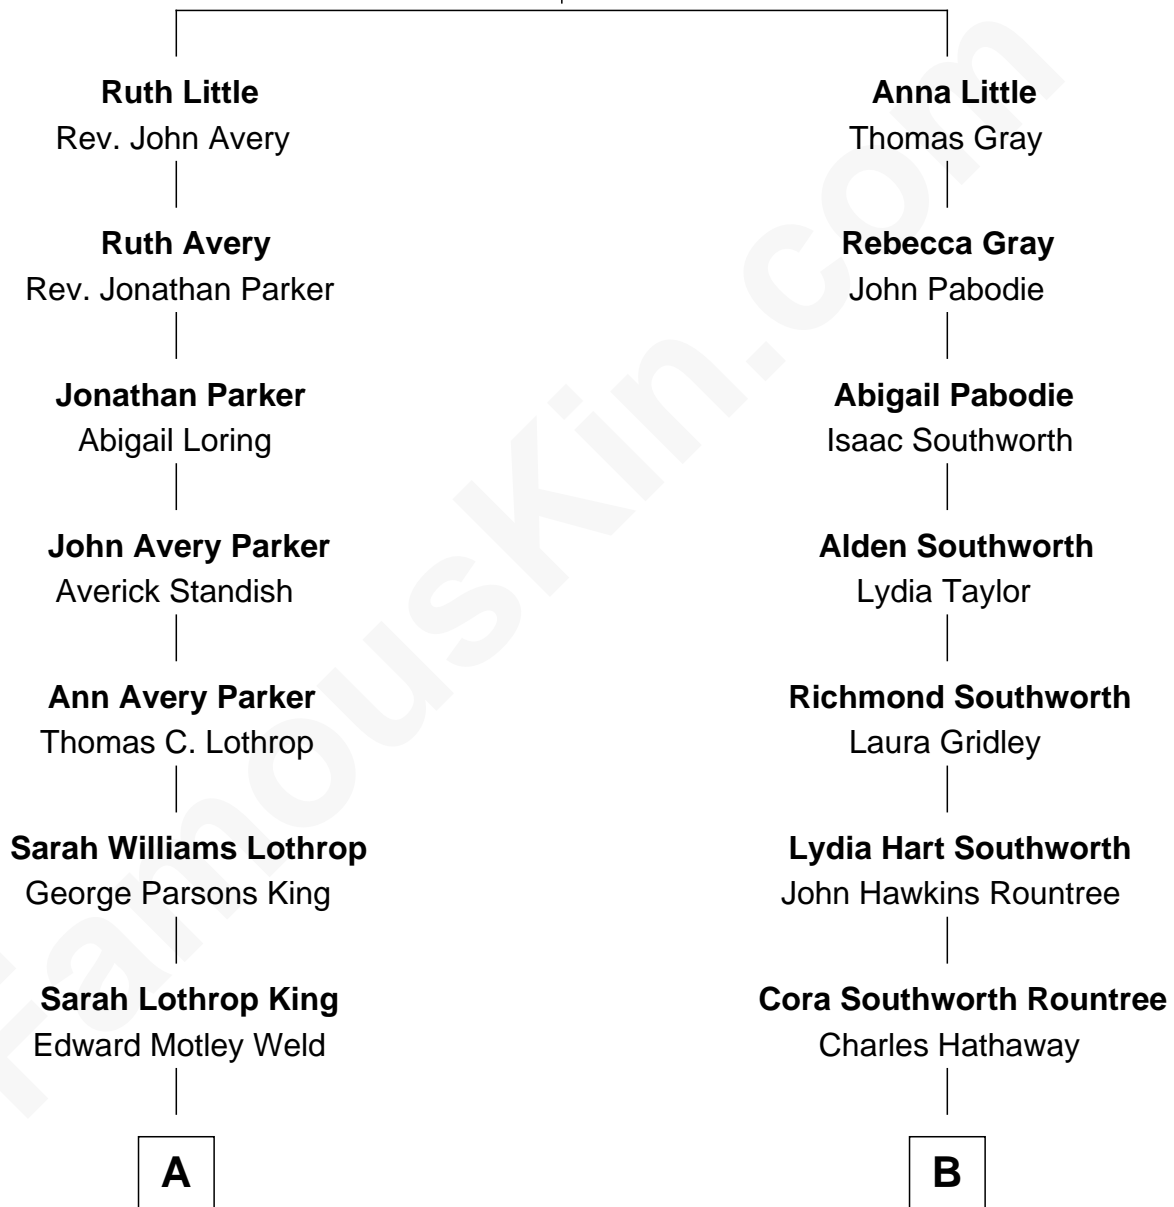 Ruth Little
Rev. John Avery
Anna Little
Thomas Gray
Ruth Avery
Rev. Jonathan Parker
Rebecca Gray
John Pabodie
Jonathan Parker
Abigail Loring
Abigail Pabodie
Isaac Southworth
John Avery Parker
Averick Standish
Alden Southworth
Lydia Taylor
Ann Avery Parker
Thomas C. Lothrop
Richmond Southworth
Laura Gridley
Sarah Williams Lothrop
George Parsons King
Lydia Hart Southworth
John Hawkins Rountree
Sarah Lothrop King
Edward Motley Weld
Cora Southworth Rountree
Charles Hathaway
A
B
FamousKin.com